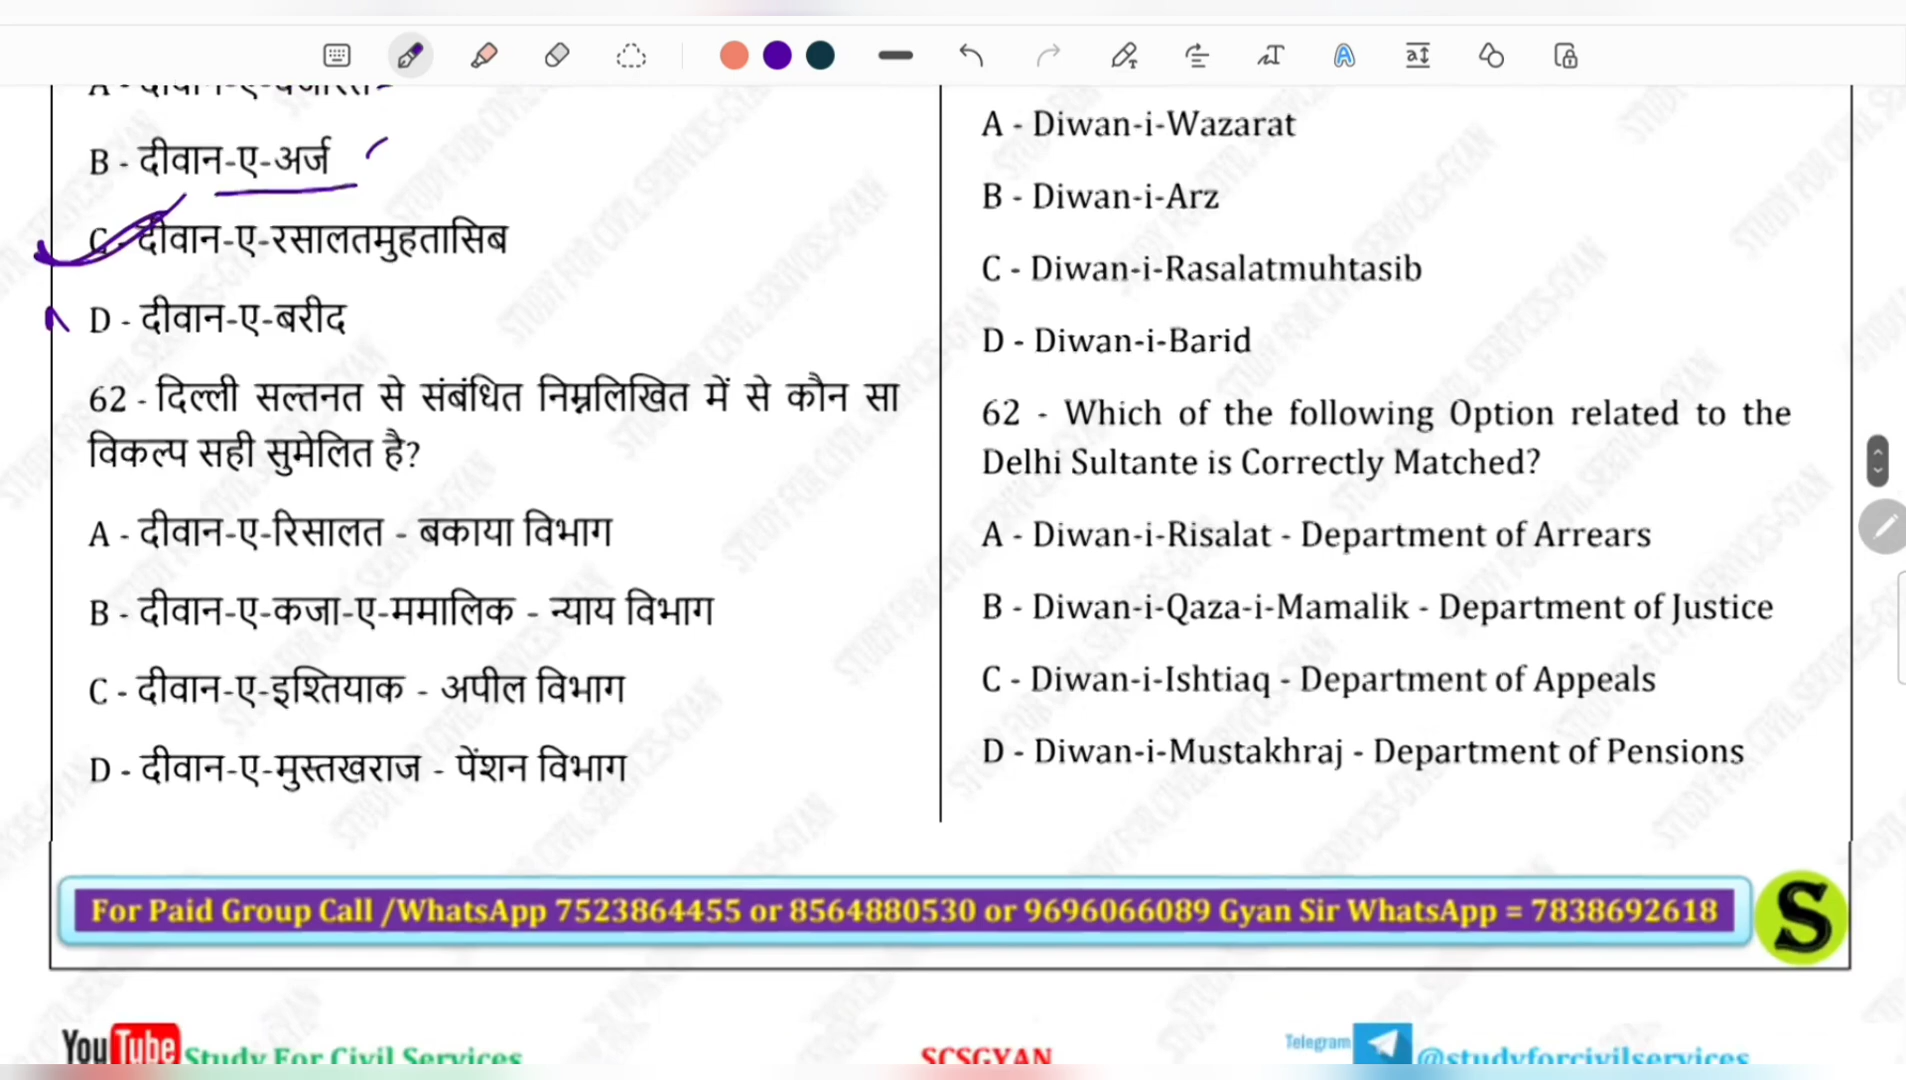 B - दीवान-ए-अर्ज
C - दीवान-ए-रसालतमुहतासिब
D - दीवान-ए-बरीद
62 - दिल्ली सल्तनत से संबंधित निम्नलिखित में से कौन सा
विकल्प सही सुमेलित है?
A - दीवान-ए-रिसालत - बकाया विभाग
B - दीवान-ए-कजा-ए-ममालिक - न्याय विभाग
C - दीवान-ए-इश्तियाक - अपील विभाग
D - दीवान-ए-मुस्तखराज - पेंशन विभाग
A - Diwan-i-Wazarat
B - Diwan-i-Arz
C - Diwan-i-Rasalatmuhtasib
D - Diwan-i-Barid
62 - Which of the following Option related to the
Delhi Sultante is Correctly Matched?
A - Diwan-i-Risalat - Department of Arrears
B - Diwan-i-Qaza-i-Mamalik - Department of Justice
C - Diwan-i-Ishtiaq - Department of Appeals
D - Diwan-i-Mustakhraj - Department of Pensions
For Paid Group Call /WhatsApp 7523864455 or 8564880530 or 9696066089 Gyan Sir WhatsApp = 7838692618
S
YouTube Study For Civil Services
SCSGYAN
Telegram @studyforcivilservices